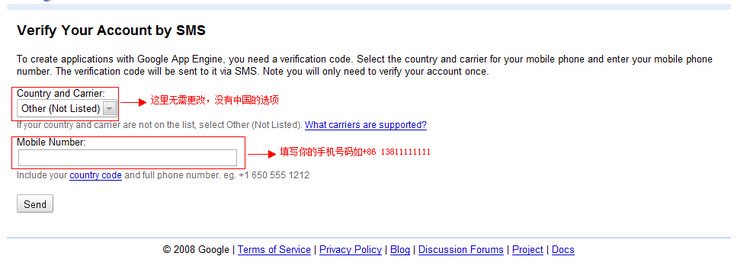 Verify Your Account by SMS
To create applications with Google App Engine, you need a verification code. Select the country and carrier for your mobile phone and enter your mobile phone
number. The verification code will be sent to it via SMS. Note you will only need to verify your account once.
Country and Carrier:
Other (Not Listed)
这里无需更改，没有中国的选项
If your country and carrier are not on the list, select Other (Not Listed). What carriers are supported?
Mobile Number:
填写你的手机号码如+86 13811111111
Include your country code and full phone number. eg. +1 650 555 1212
Send
© 2008 Google | Terms of Service | Privacy Policy | Blog | Discussion Forums | Project | Docs